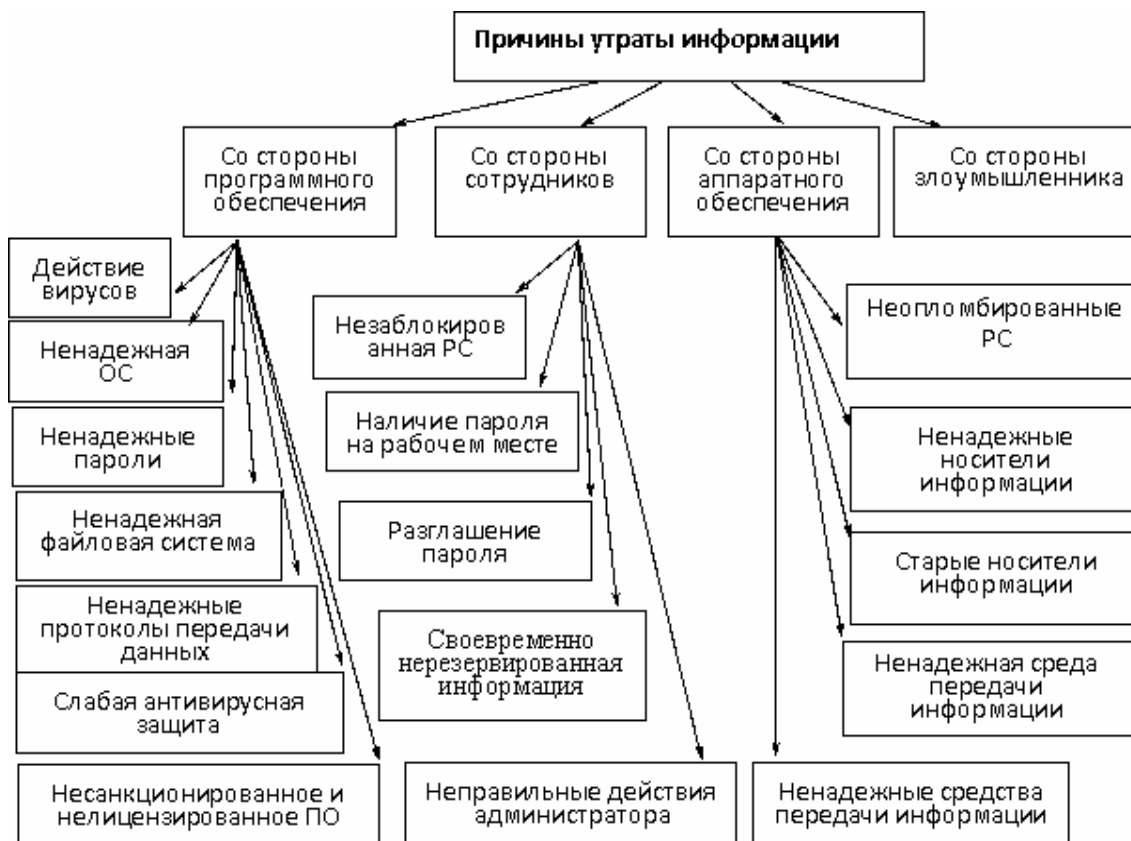 Причины утраты информации
Со стороны
программного
обеспечения
Со стороны
сотрудников
Со стороны
аппаратного
обеспечения
Со стороны
злоумышленника
Действие
вирусов
Ненадежная
ОС
Ненадежные
пароли
Ненадежная
файловая система
Ненадежные
протоколы передачи
данных
Слабая антивирусная
защита
Несанкционированное и
нелицензированное ПО
Незаблокиров
анная РС
Наличие пароля
на рабочем месте
Разглашение
пароля
Своевременно
нерезервированная
информация
Неправильные действия
администратора
Неопломбированные
РС
Ненадежные
носители
информации
Старые носители
информации
Ненадежная среда
передачи
информации
Ненадежные средства
передачи информации